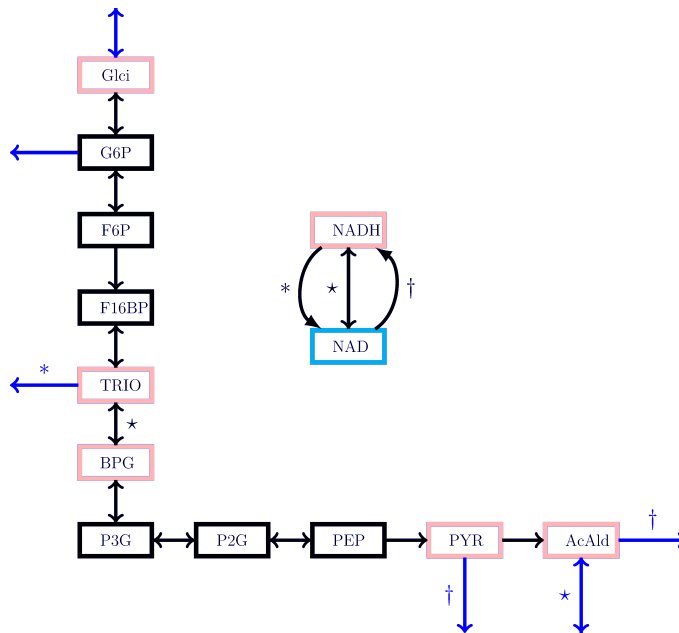 Glci
G6P
F6P
NADH
* ⋆ †
F16BP
NAD
*
TRIO
⋆
BPG
P3G P2G PEP PYR AcAld
†
† ⋆